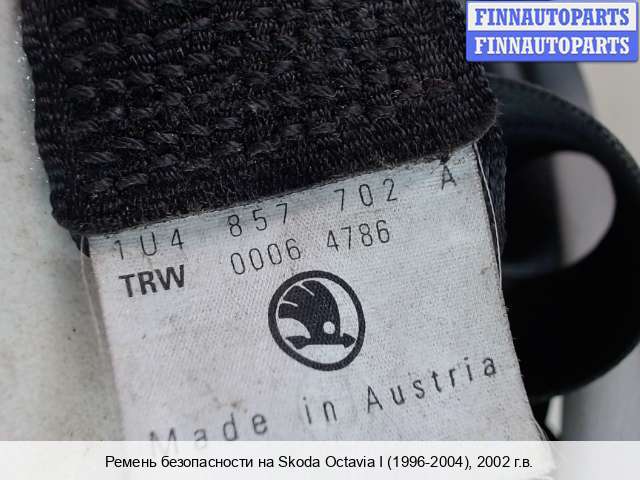 FINNAUTOPARTS
FINNAUTOPARTS
1U4 857 702 A
TRW 0006 4786
Made in Austria
Ремень безопасности на Skoda Octavia I (1996-2004), 2002 г.в.